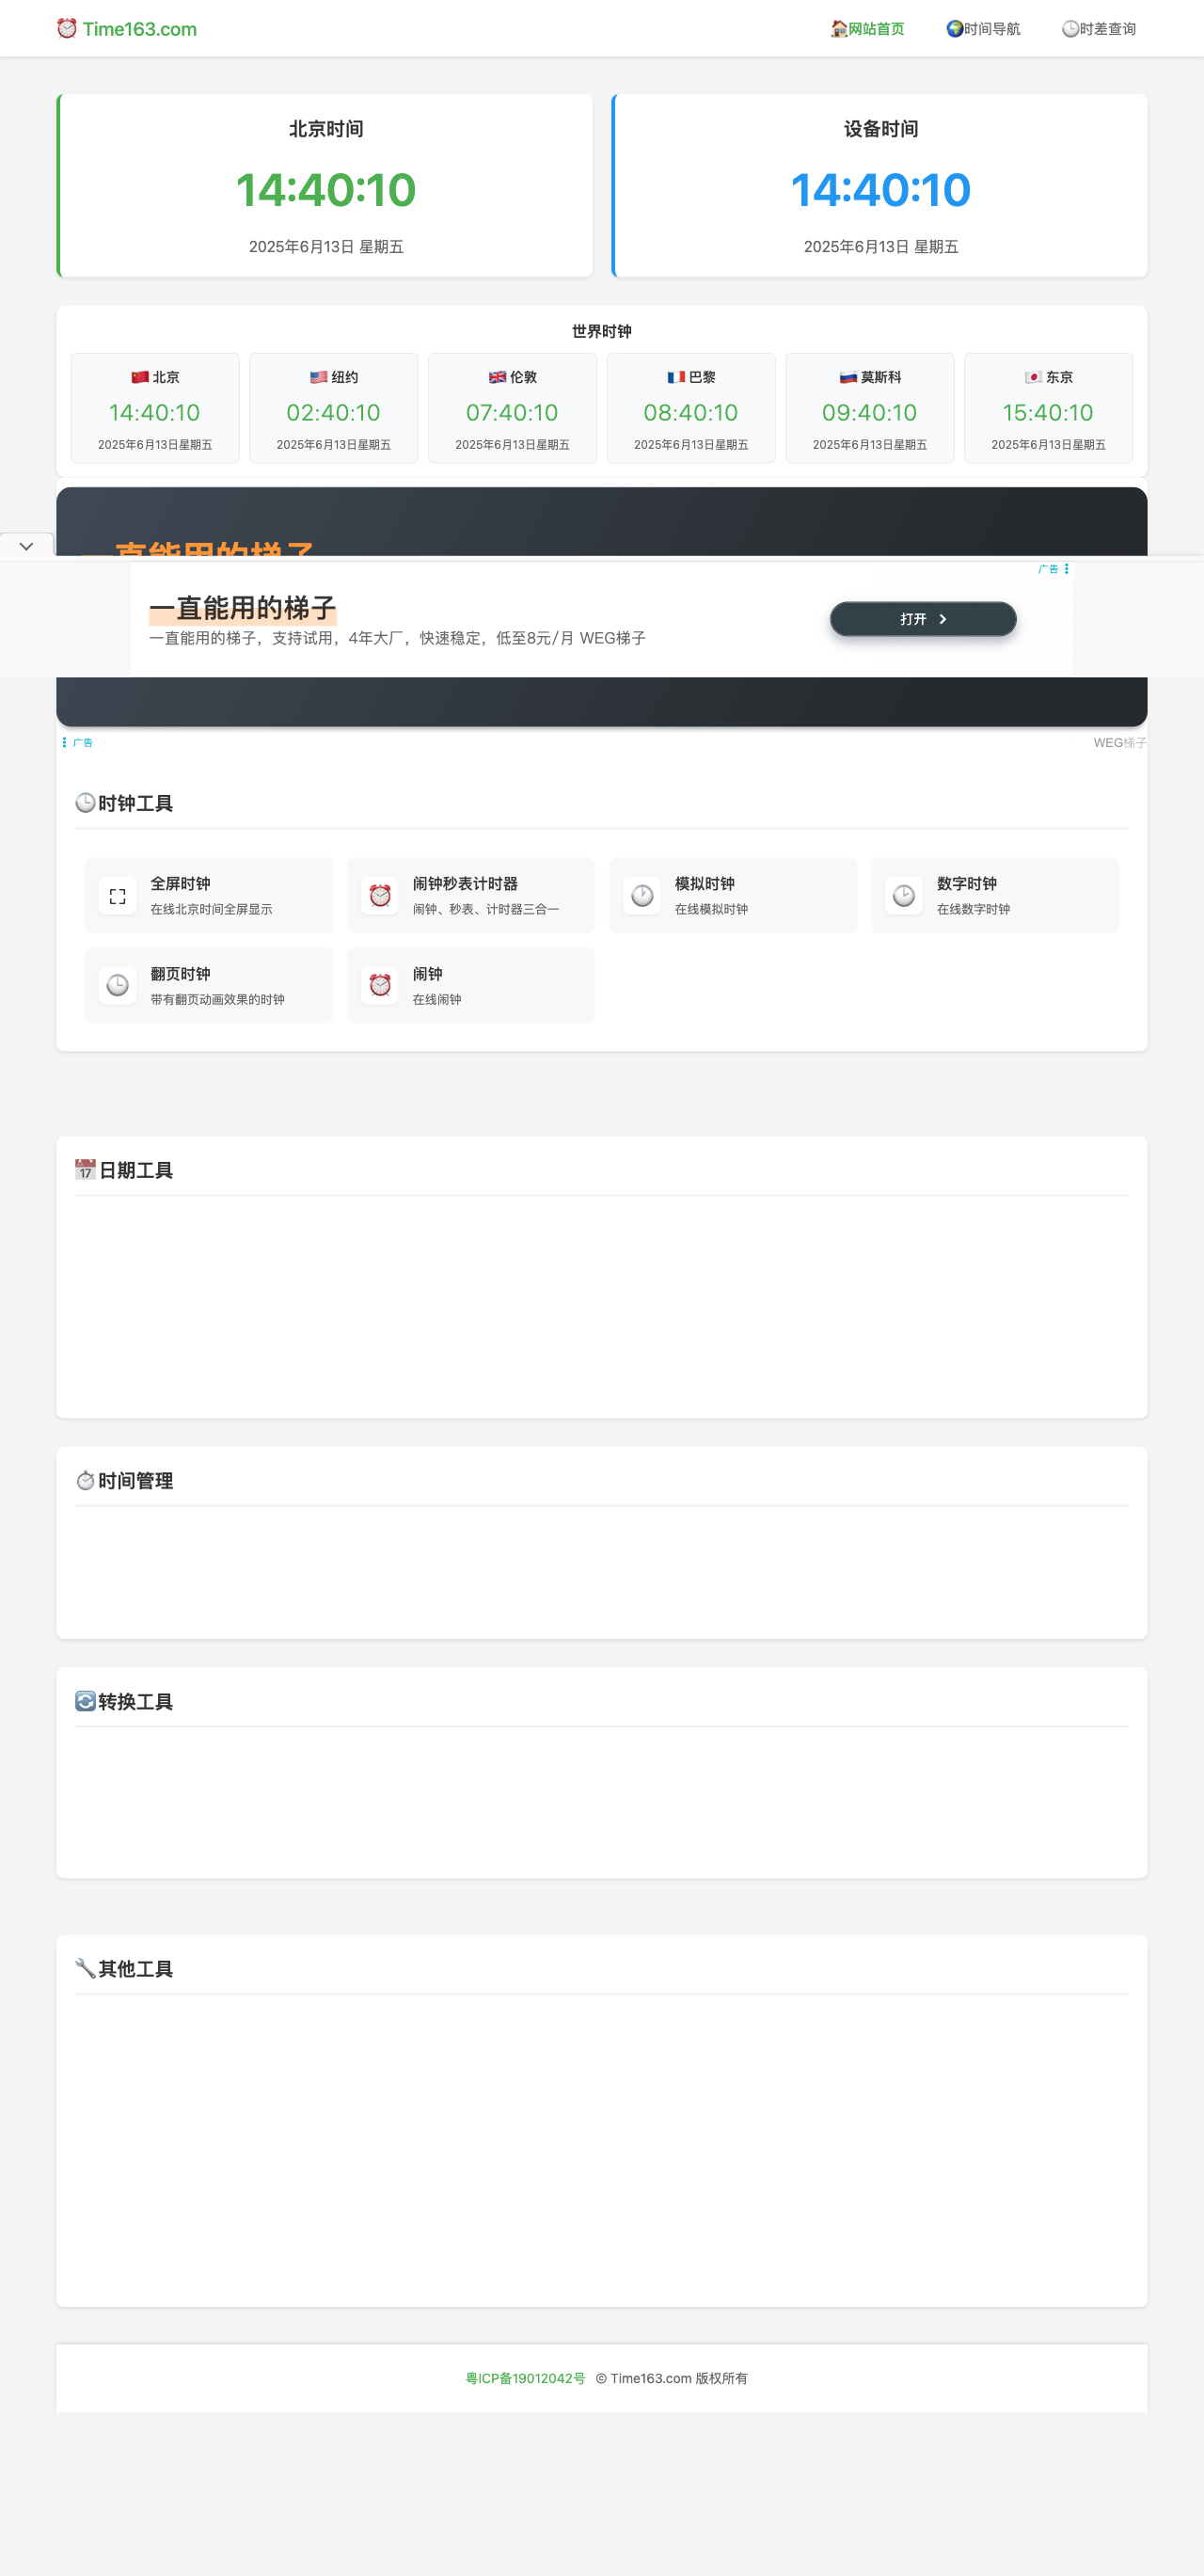 Time163.com
网站首页
时间导航
时差查询
北京时间
14:40:10
2025年6月13日 星期五
设备时间
14:40:10
2025年6月13日 星期五
世界时钟
北京
14:40:10
2025年6月13日星期五
纽约
02:40:10
2025年6月13日星期五
伦敦
07:40:10
2025年6月13日星期五
巴黎
08:40:10
2025年6月13日星期五
莫斯科
09:40:10
2025年6月13日星期五
东京
15:40:10
2025年6月13日星期五
一直能用的梯子
广告
一直能用的梯子
一直能用的梯子，支持试用，4年大厂，快速稳定，低至8元/月 WEG梯子
打开
广告
WEG梯子
时钟工具
全屏时钟
在线北京时间全屏显示
闹钟秒表计时器
闹钟、秒表、计时器三合一
模拟时钟
在线模拟时钟
数字时钟
在线数字时钟
翻页时钟
带有翻页动画效果的时钟
闹钟
在线闹钟
17
日期工具
时间管理
转换工具
其他工具
粤ICP备19012042号 © Time163.com 版权所有